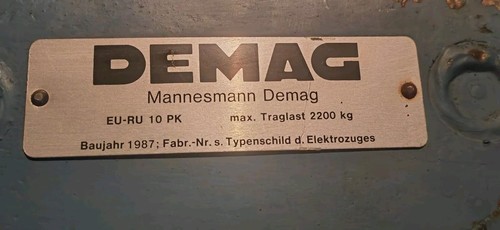 DEMAG
Mannesmann Demag
EU-RU 10 PK max. Traglast 2200 kg
Baujahr 1987; Fabr.-Nr. s. Typenschild d. Elektrozuges